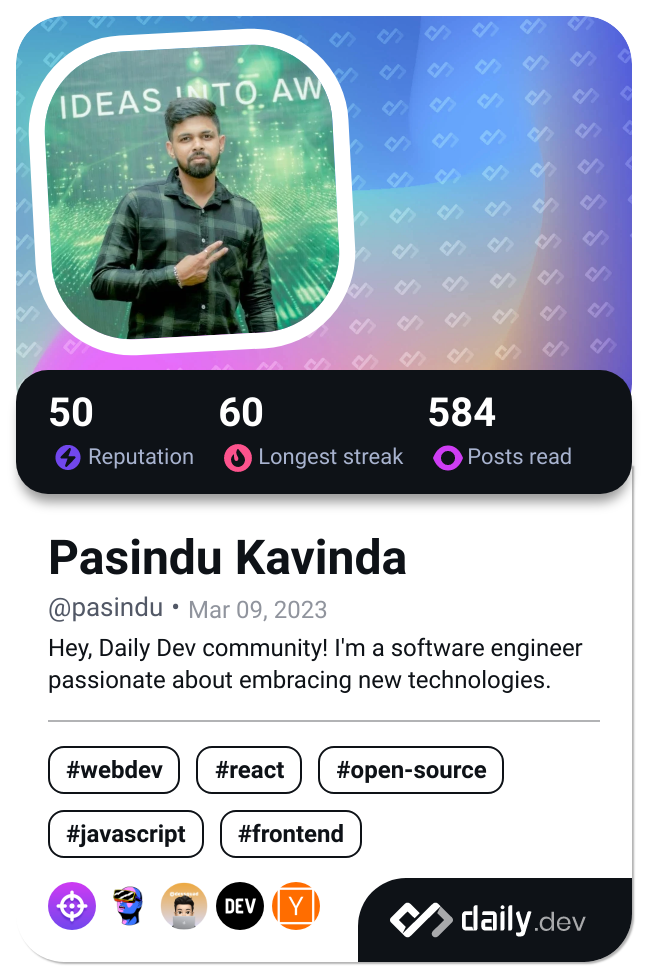 IDEAS INTO AW
50 60 584
Reputation Longest streak Posts read
Pasindu Kavinda
@pasindu • Mar 09, 2023
Hey, Daily Dev community! I'm a software engineer
passionate about embracing new technologies.
#webdev #react #open-source
#javascript #frontend
DEV Y
daily.dev